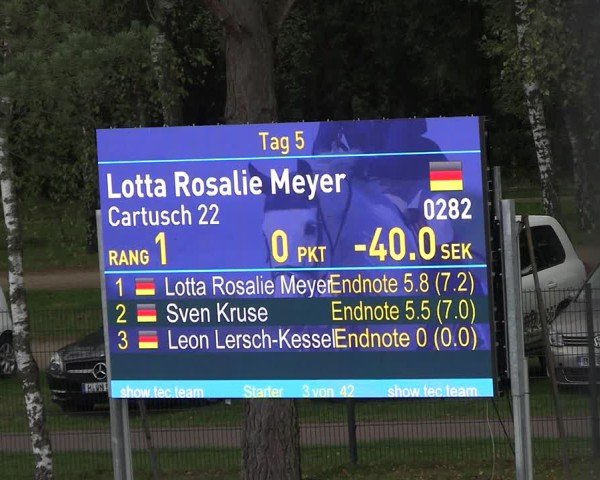 Tag 5
Lotta Rosalie Meyer
Cartusch 22 0282
RANG 1 0 PKT -40.0 SEK
1 Lotta Rosalie Meyer Endnote 5.8 (7.2)
2 Sven Kruse Endnote 5.5 (7.0)
3 Leon Lersch-Kessel Endnote 0 (0.0)
show.tec.team Starter 3 von 42 show.tec.team